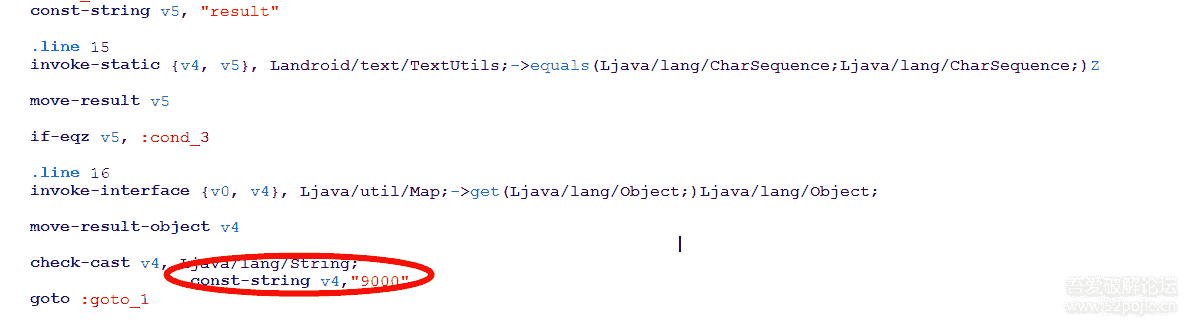 const-string v5, "result"
.line 15
invoke-static {v4, v5}, Landroid/text/TextUtils;->equals(Ljava/lang/CharSequence;Ljava/lang/CharSequence;)Z
move-result v5
if-eqz v5, :cond_3
.line 16
invoke-interface {v0, v4}, Ljava/util/Map;->get(Ljava/lang/Object;)Ljava/lang/Object;
move-result-object v4
check-cast v4, Ljava/lang/String;
const-string v4,"9000"
goto :goto_1
吾爱破解论坛
www.52pojie.cn